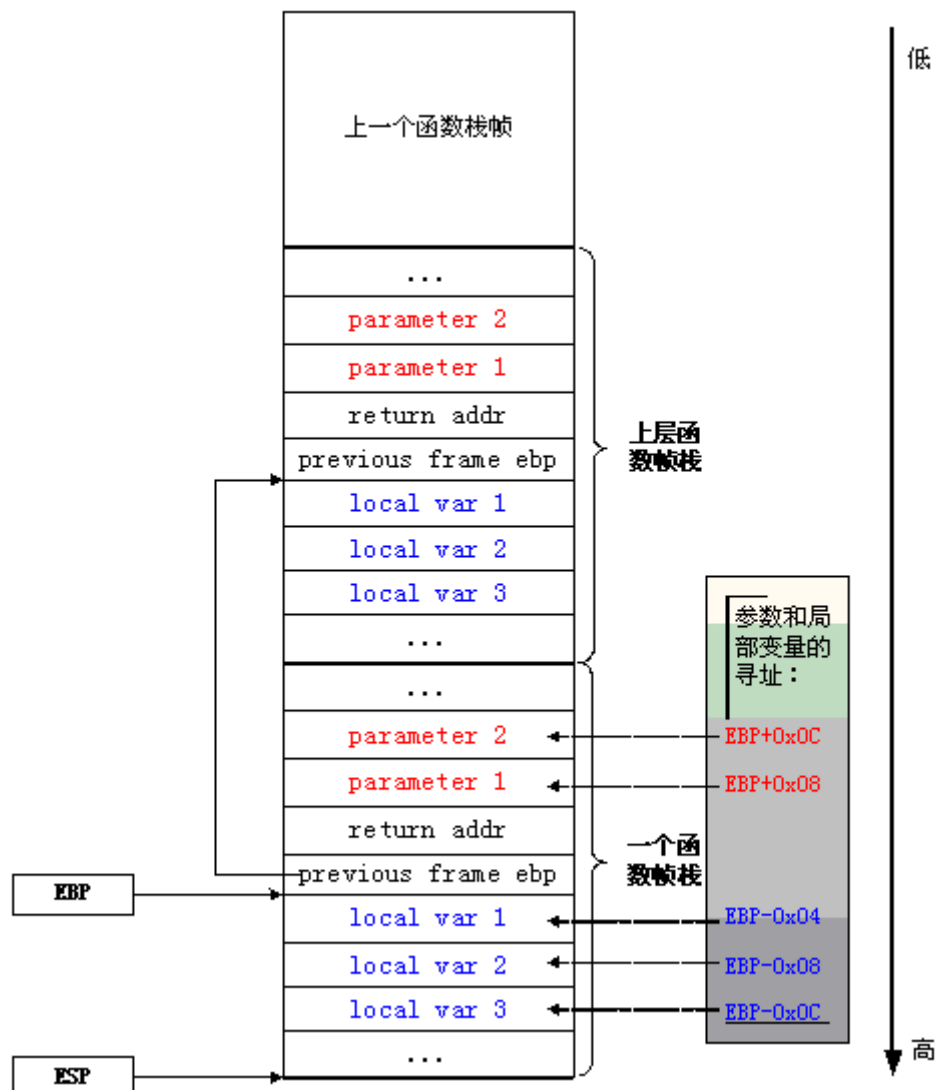 低
上一个函数栈帧
...
parameter 2
parameter 1
return addr
previous frame ebp
local var 1
local var 2
local var 3
...
上层函
数帧栈
...
parameter 2
parameter 1
return addr
previous frame ebp
local var 1
local var 2
local var 3
...
一个函
数帧栈
参数和局
部变量的
寻址：
EBP+0x0C
EBP+0x08
EBP-0x04
EBP-0x08
EBP-0x0C
EBP
ESP
高